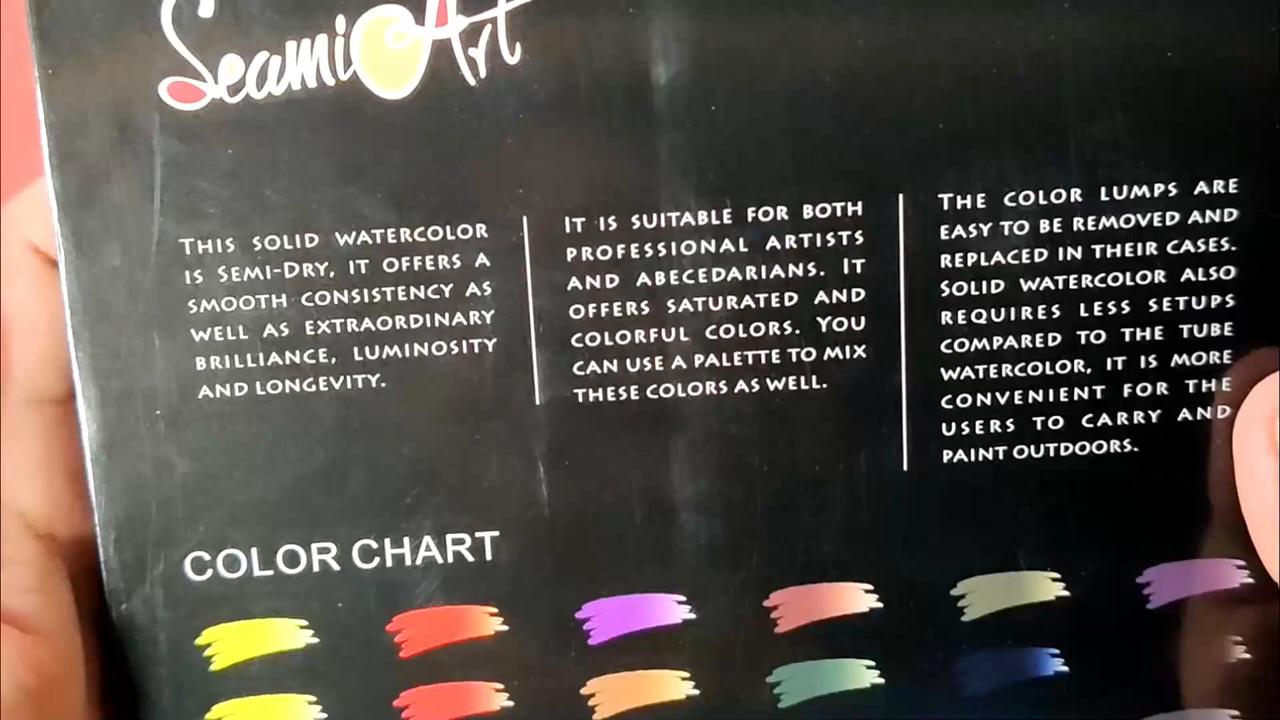 Seami Art
THIS SOLID WATERCOLOR
IS SEMI-DRY, IT OFFERS A
SMOOTH CONSISTENCY AS
WELL AS EXTRAORDINARY
BRILLIANCE, LUMINOSITY
AND LONGEVITY.
IT IS SUITABLE FOR BOTH
PROFESSIONAL ARTISTS
AND ABECEDARIANS. IT
OFFERS SATURATED AND
COLORFUL COLORS. YOU
CAN USE A PALETTE TO MIX
THESE COLORS AS WELL.
THE COLOR LUMPS ARE
EASY TO BE REMOVED AND
REPLACED IN THEIR CASES.
SOLID WATERCOLOR ALSO
REQUIRES LESS SETUPS
COMPARED TO THE TUBE
WATERCOLOR, IT IS MORE
CONVENIENT FOR THE
USERS TO CARRY AND
PAINT OUTDOORS.
COLOR CHART